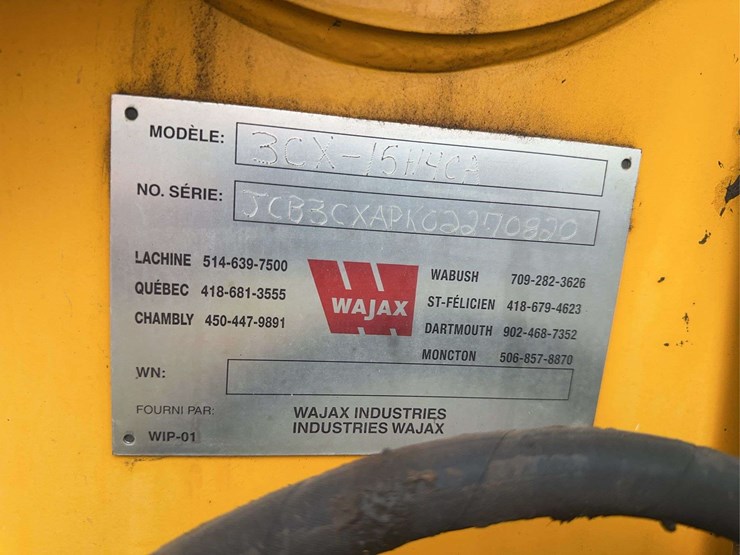 MODÈLE: 3CX-15H4CA
NO. SÉRIE: JCB3CXAPK02270820
LACHINE 514-639-7500
QUÉBEC 418-681-3555
CHAMBLY 450-447-9891
WAJAX
WABUSH 709-282-3626
ST-FÉLICIEN 418-679-4623
DARTMOUTH 902-468-7352
MONCTON 506-857-8870
WN:
FOURNI PAR: WAJAX INDUSTRIES
INDUSTRIES WAJAX
WIP-01